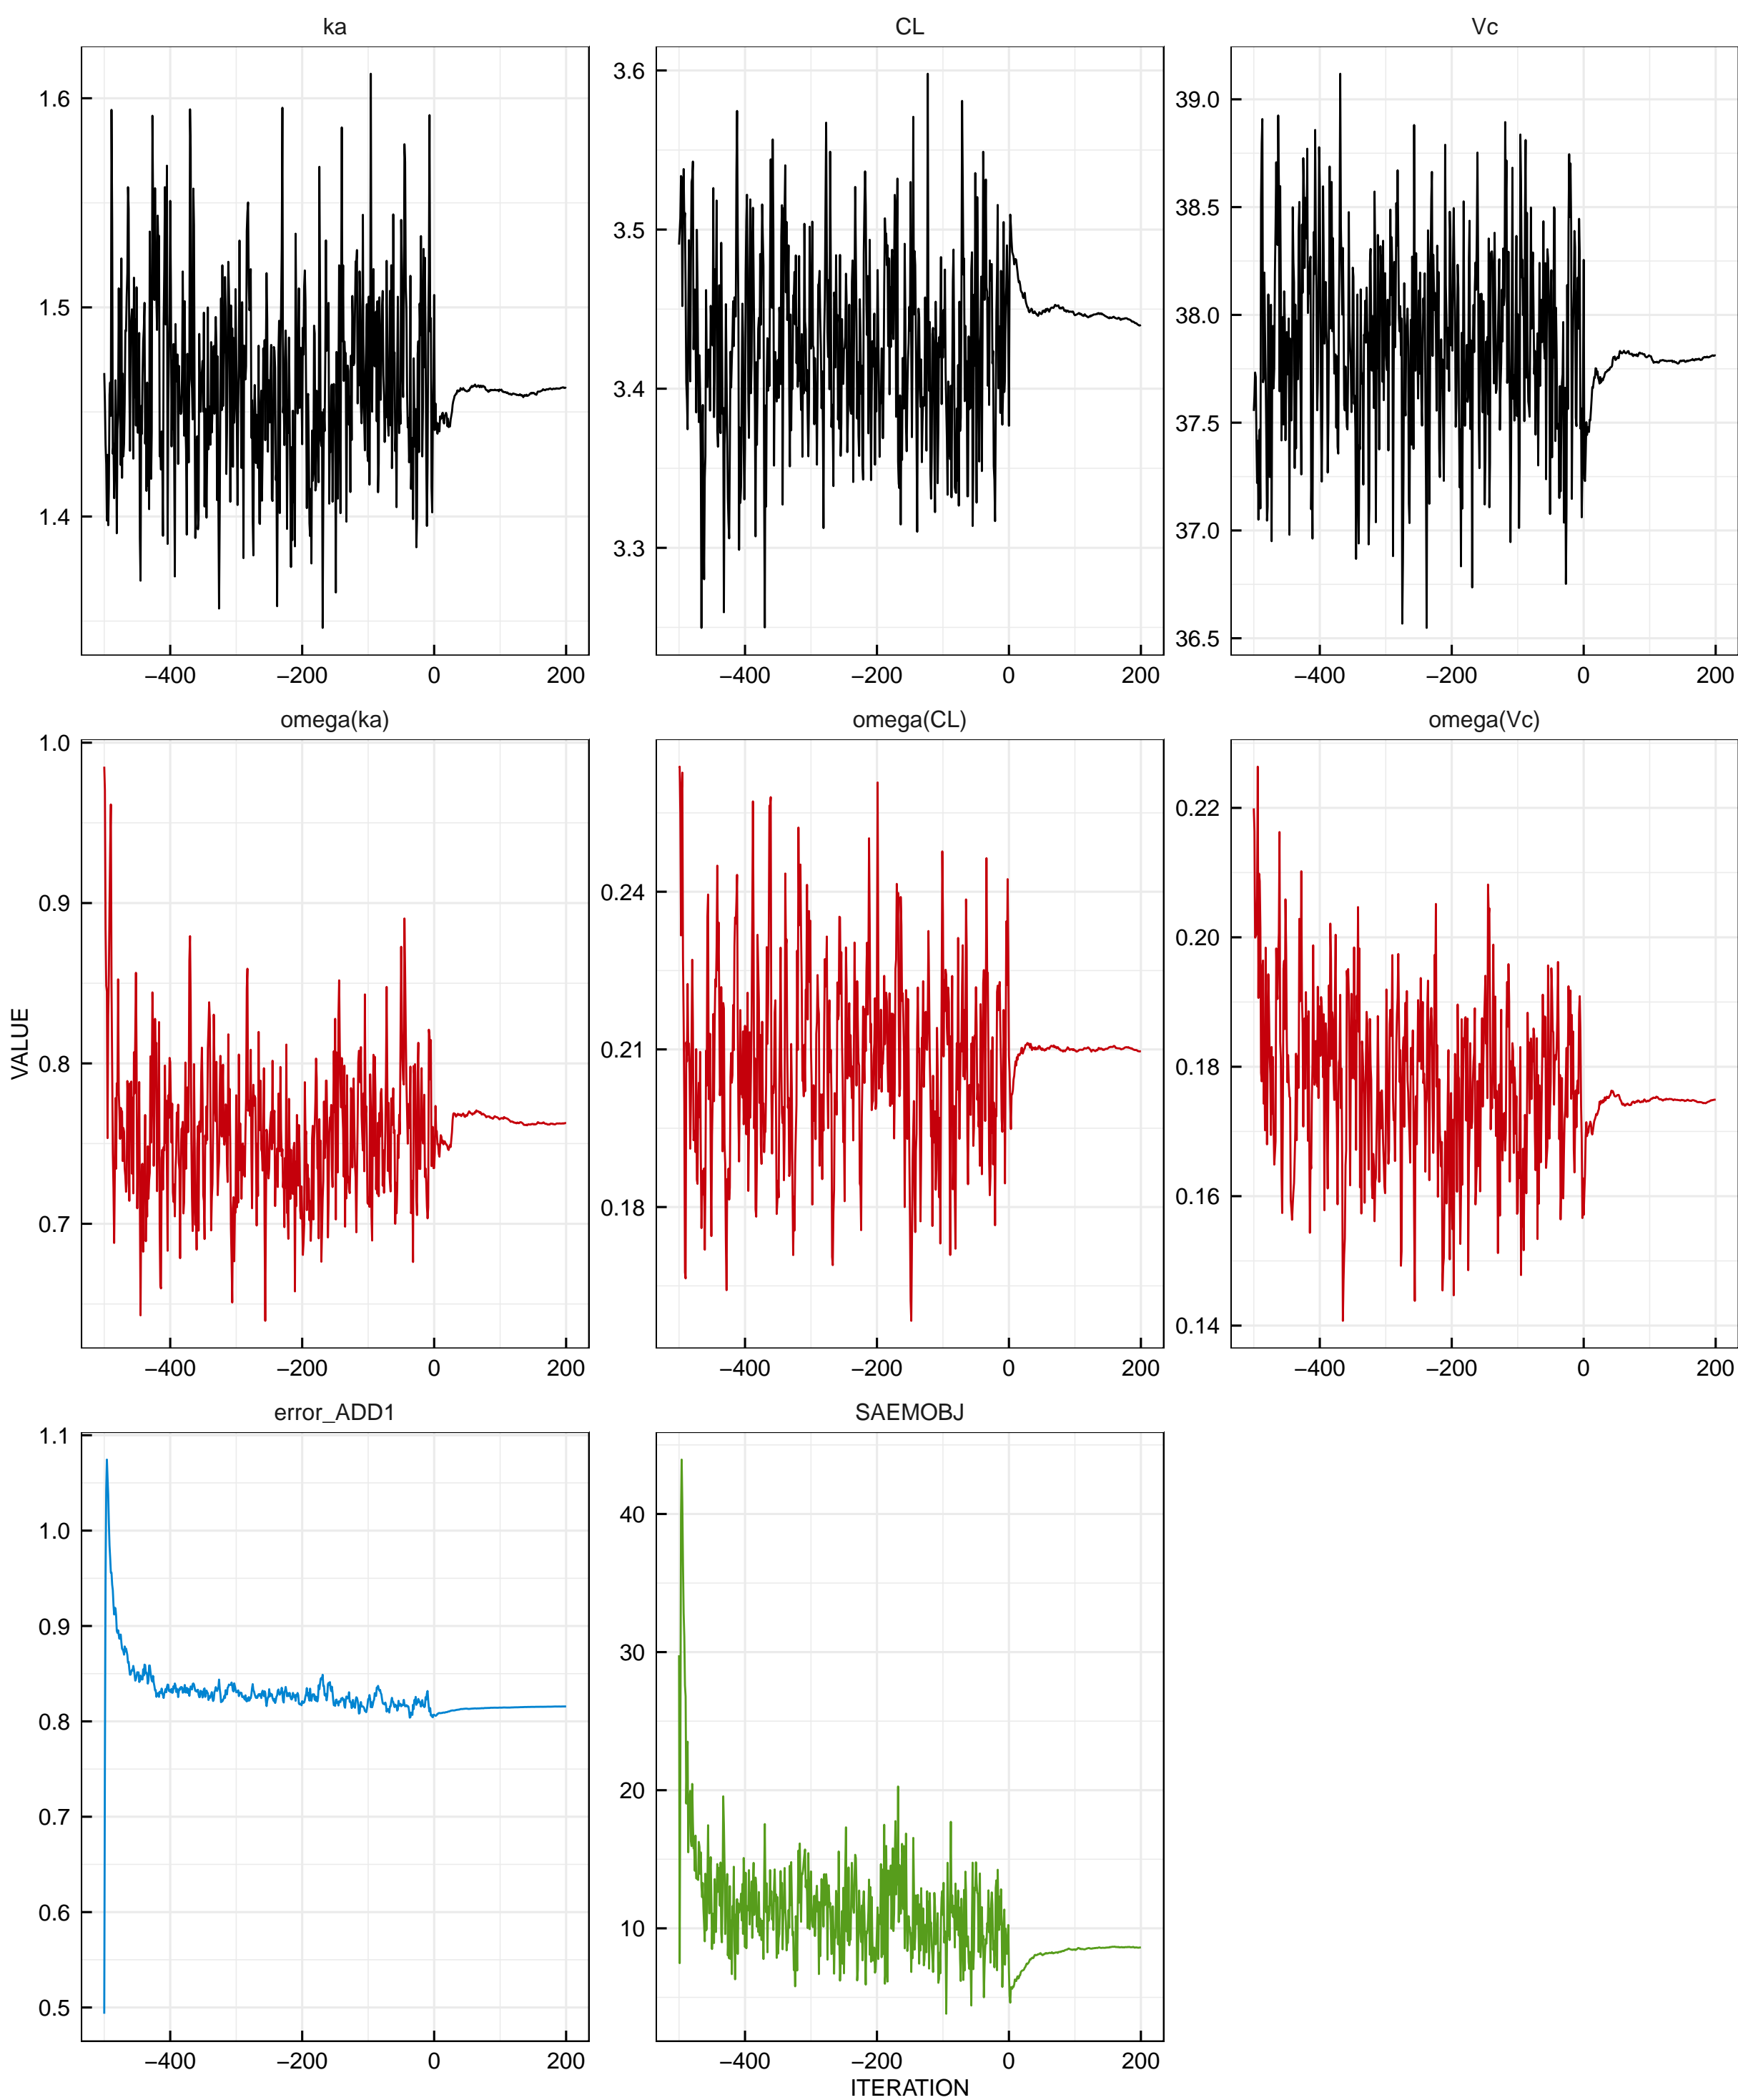 ka CL Vc
1.6 3.6 39.0
1.5 3.5 38.5
1.4 3.4 38.0
3.3 37.5
37.0
36.5
−400 −200 0 200 −400 −200 0 200 −400 −200 0 200
omega(ka) omega(CL) omega(Vc)
1.0 0.24 0.22
0.9 0.21 0.20
0.8 0.18 0.18
0.7 0.16
0.14
−400 −200 0 200 −400 −200 0 200 −400 −200 0 200
VALUE
error_ADD1 SAEMOBJ
1.1 40
1.0 30
0.9 20
0.8 10
0.7
0.6
0.5
−400 −200 0 200 −400 −200 0 200
ITERATION